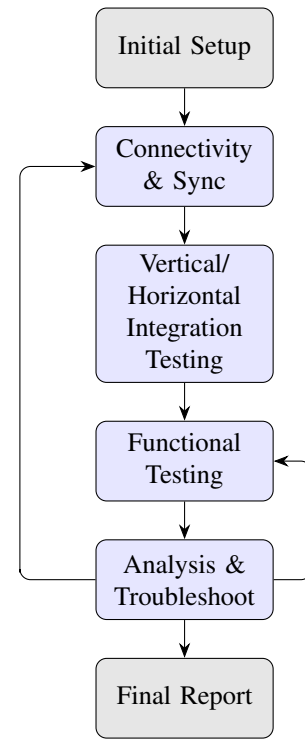 Initial Setup
Connectivity
& Sync
Vertical/
Horizontal
Integration
Testing
Functional
Testing
Analysis &
Troubleshoot
Final Report